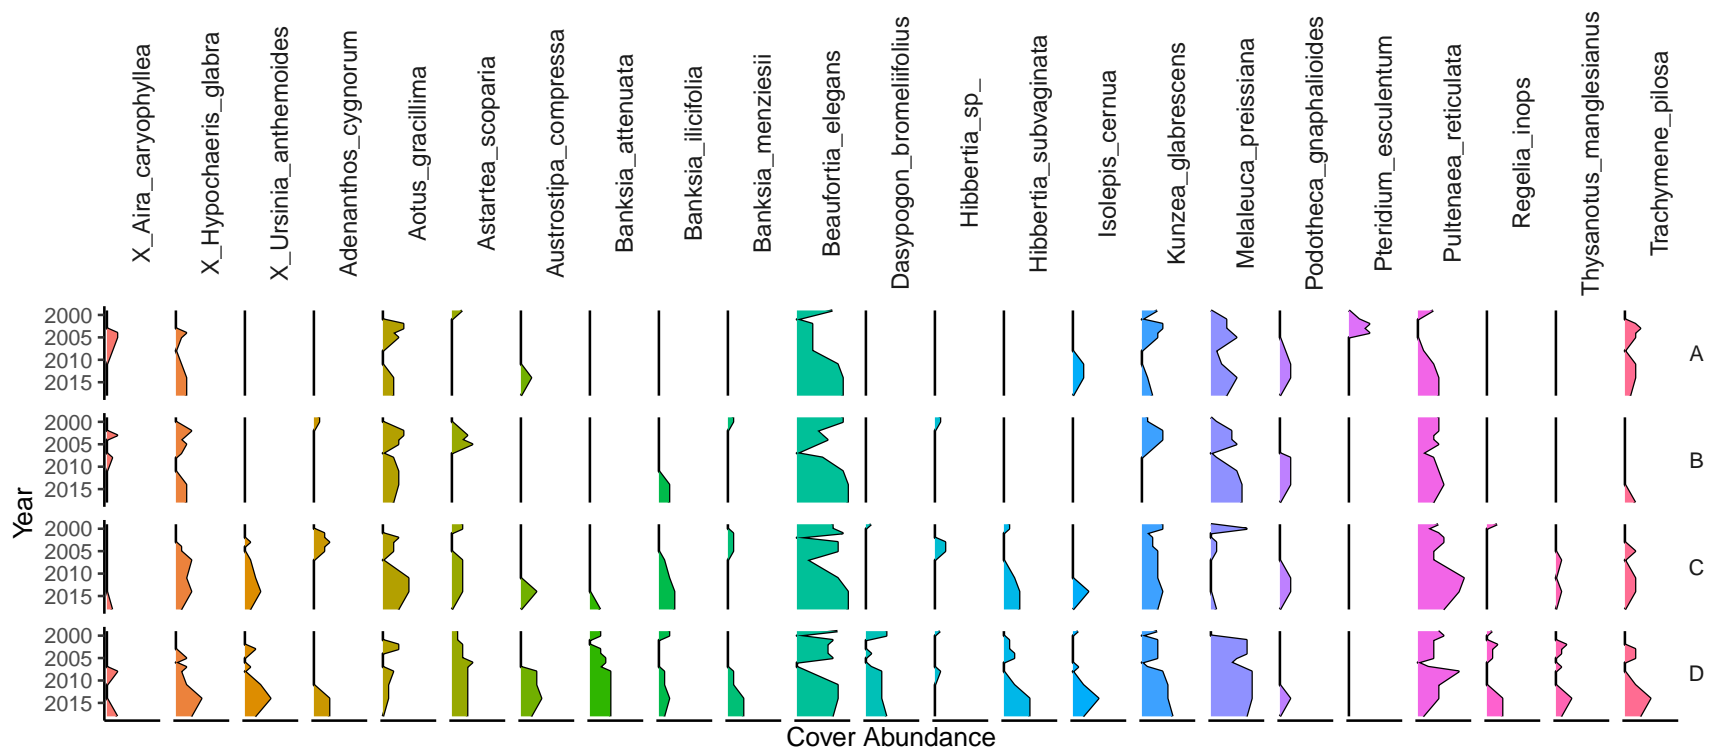 X_Aira_caryophyllea
X_Hypochaeris_glabra
X_Ursinia_anthemoides
Adenanthos_cygnorum
Aotus_gracillima
Astartea_scoparia
Austrostipa_compressa
Banksia_attenuata
Banksia_ilicifolia
Banksia_menziesii
Beaufortia_elegans
Dasypogon_bromeliifolius
Hibbertia_sp_
Hibbertia_subvaginata
Isolepis_cernua
Kunzea_glabrescens
Melaleuca_preissiana
Podotheca_gnaphalioides
Pteridium_esculentum
Pultenaea_reticulata
Regelia_inops
Thysanotus_manglesianus
Trachymene_pilosa
Year
2000
2005
2010
2015
A
2000
2005
2010
2015
B
2000
2005
2010
2015
C
2000
2005
2010
2015
D
Cover Abundance